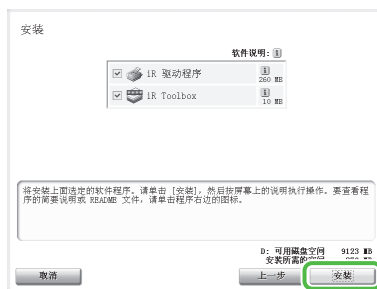 安装
软件说明:
iR 驱动程序
260 MB
iR Toolbox
10 MB
将安装上面选定的软件程序。请单击 [安装], 然后按屏幕上的说明执行操作。要查看程
序的简要说明或 README 文件, 请单击程序右边的图标。
D: 可用磁盘空间 9123 MB
安装所需的空间
取消
上一步
安装